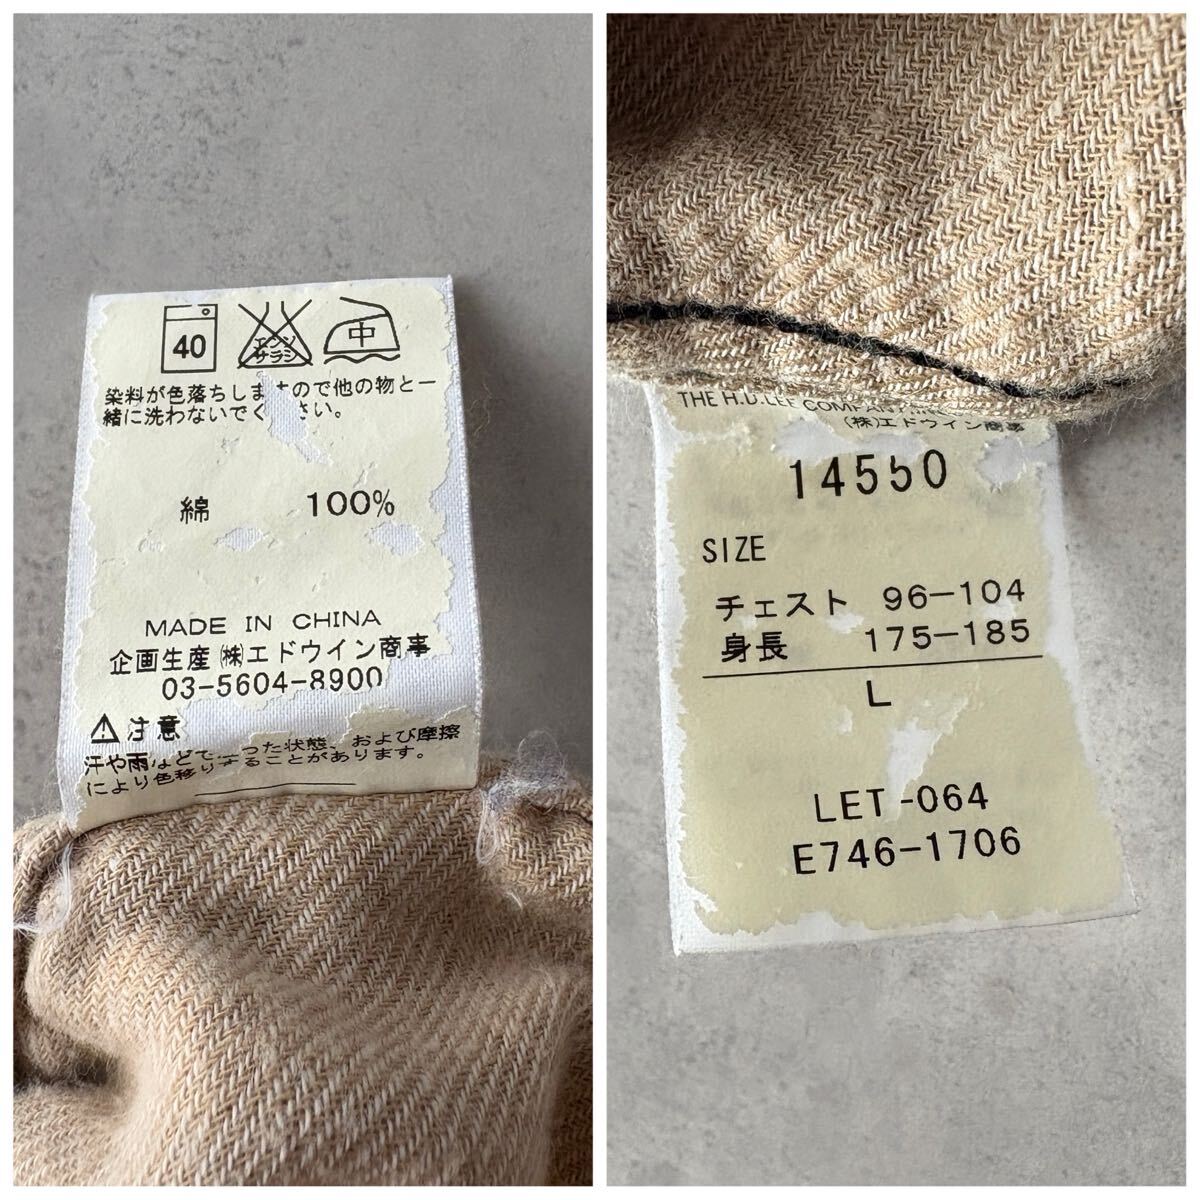 40
エンソ
サラシ
中
染料が色落ちしますので他の物と一
緒に洗わないでください。
綿 100%
MADE IN CHINA
企画生産 ㈱エドウイン商事
03-5604-8900
⚠注意
汗や雨などで った状態、および摩擦
により色移りすることがあります。
THE H.D.LEE COMPANY,INC.
(株)エドウイン商事
14550
SIZE
チェスト 96-104
身長 175-185
L
LET-064
E746-1706